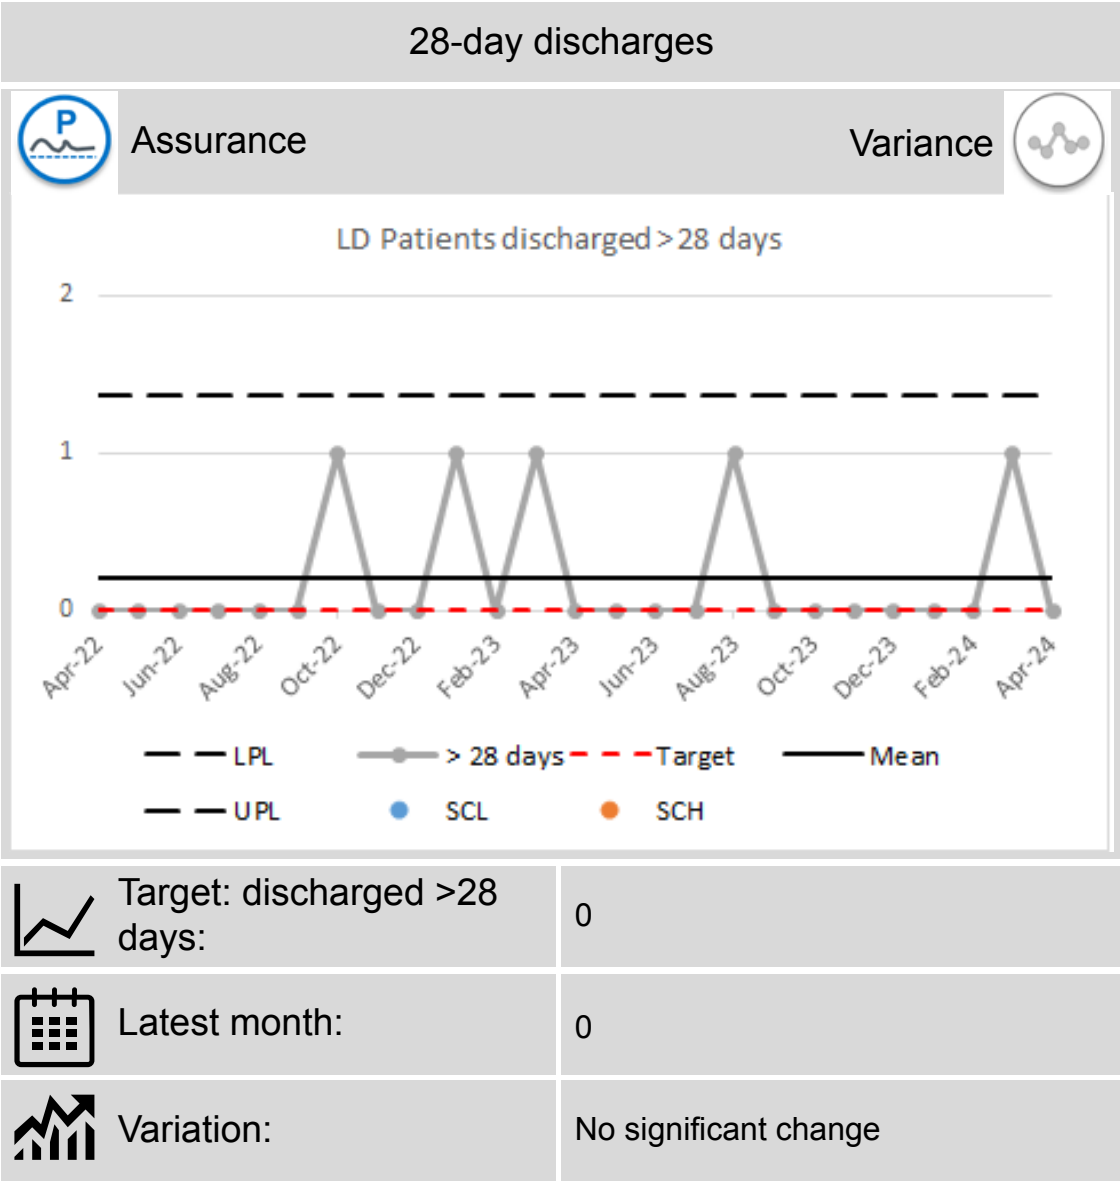 28-day discharges
P
Assurance
Variance
LD Patients discharged > 28 days
2
1
0
Apr-22
Jun-22
Aug-22
Oct-22
Dec-22
Feb-23
Apr-23
Jun-23
Aug-23
Oct-23
Dec-23
Feb-24
Apr-24
LPL
> 28 days
Target
Mean
UPL
SCL
SCH
Target: discharged >28
days:
0
Latest month:
0
Variation:
No significant change